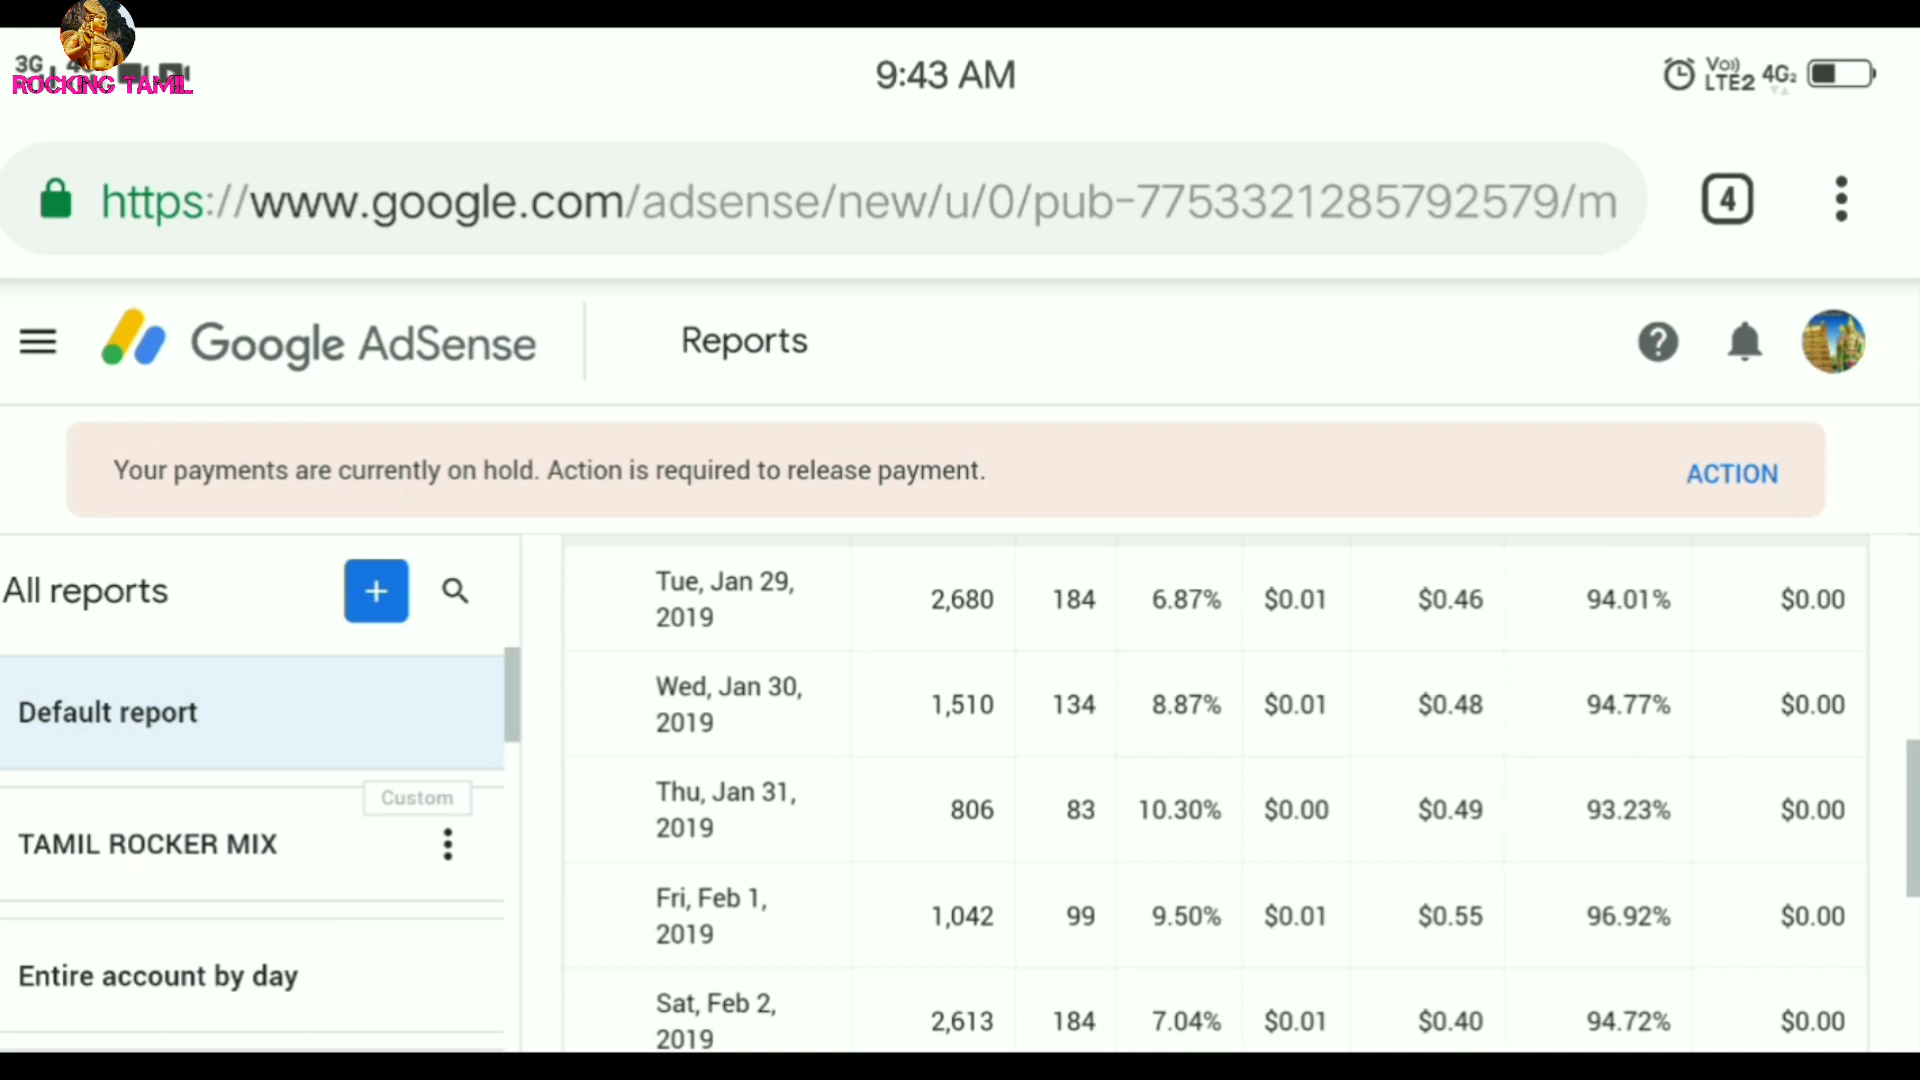 3G
ROCKING TAMIL
9:43 AM
Vo))
LTE2 4G2
https://www.google.com/adsense/new/u/0/pub-7753321285792579/m
4
Google AdSense
Reports
Your payments are currently on hold. Action is required to release payment.
ACTION
All reports
+
Default report
Custom
TAMIL ROCKER MIX
Entire account by day
Tue, Jan 29,
2019
2,680 184 6.87% $0.01 $0.46 94.01% $0.00
Wed, Jan 30,
2019
1,510 134 8.87% $0.01 $0.48 94.77% $0.00
Thu, Jan 31,
2019
806 83 10.30% $0.00 $0.49 93.23% $0.00
Fri, Feb 1,
2019
1,042 99 9.50% $0.01 $0.55 96.92% $0.00
Sat, Feb 2,
2019
2,613 184 7.04% $0.01 $0.40 94.72% $0.00